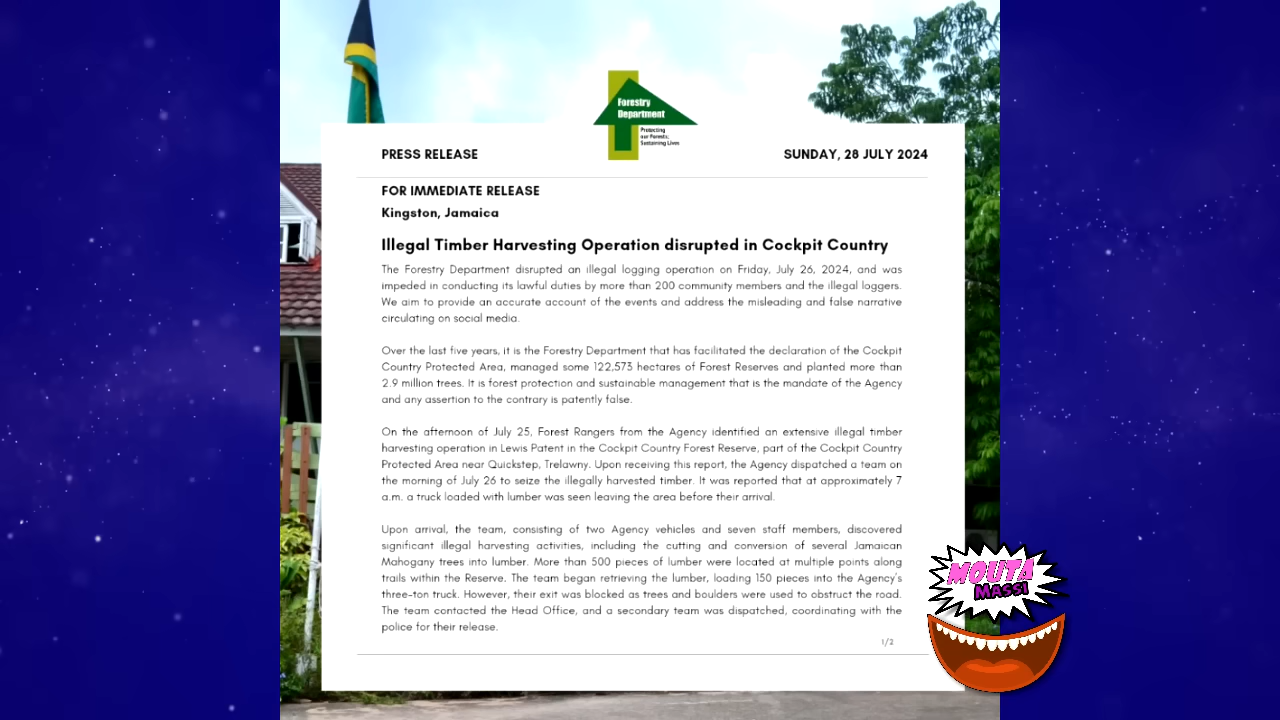 Forestry
Department
Protecting
our Forests,
Sustaining Lives
PRESS RELEASE
SUNDAY, 28 JULY 2024
FOR IMMEDIATE RELEASE
Kingston, Jamaica
Illegal Timber Harvesting Operation disrupted in Cockpit Country
The Forestry Department disrupted an illegal logging operation on Friday, July 26, 2024, and was
impeded in conducting its lawful duties by more than 200 community members and the illegal loggers.
We aim to provide an accurate account of the events and address the misleading and false narrative
circulating on social media.
Over the last five years, it is the Forestry Department that has facilitated the declaration of the Cockpit
Country Protected Area, managed some 122,573 hectares of Forest Reserves and planted more than
2.9 million trees. It is forest protection and sustainable management that is the mandate of the Agency
and any assertion to the contrary is patently false.
On the afternoon of July 25, Forest Rangers from the Agency identified an extensive illegal timber
harvesting operation in Lewis Patent in the Cockpit Country Forest Reserve, part of the Cockpit Country
Protected Area near Quickstep, Trelawny. Upon receiving this report, the Agency dispatched a team on
the morning of July 26 to seize the illegally harvested timber. It was reported that at approximately 7
a.m. a truck loaded with lumber was seen leaving the area before their arrival.
Upon arrival, the team, consisting of two Agency vehicles and seven staff members, discovered
significant illegal harvesting activities, including the cutting and conversion of several Jamaican
Mahogany trees into lumber. More than 500 pieces of lumber were located at multiple points along
trails within the Reserve. The team began retrieving the lumber, loading 150 pieces into the Agency's
three-ton truck. However, their exit was blocked as trees and boulders were used to obstruct the road.
The team contacted the Head Office, and a secondary team was dispatched, coordinating with the
police for their release.
1/2
MOUTA
MASSI